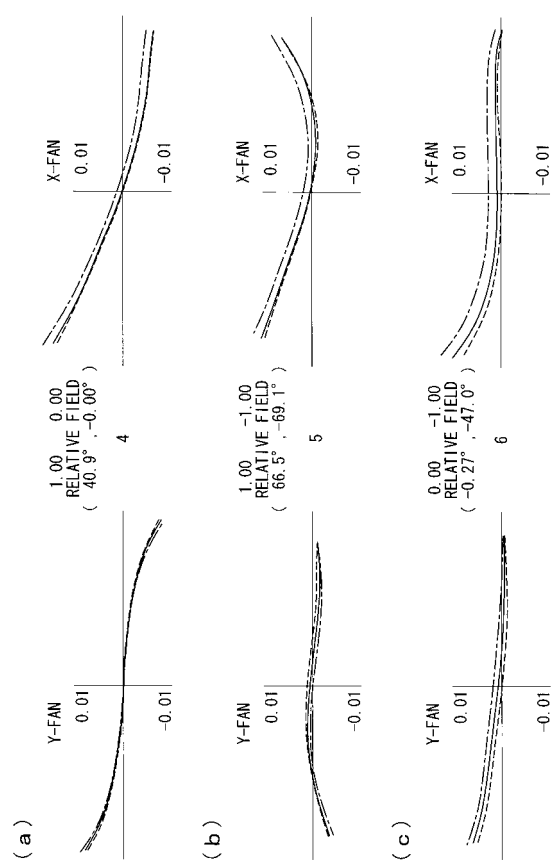 (a)
Y-FAN
0.01
-0.01
1.00 0.00
RELATIVE FIELD
( 40.9° ,-0.00° )
4
X-FAN
0.01
-0.01
(b)
Y-FAN
0.01
-0.01
1.00 -1.00
RELATIVE FIELD
( 66.5° ,-69.1° )
5
X-FAN
0.01
-0.01
(c)
Y-FAN
0.01
-0.01
0.00 -1.00
RELATIVE FIELD
( -0.27° ,-47.0° )
6
X-FAN
0.01
-0.01